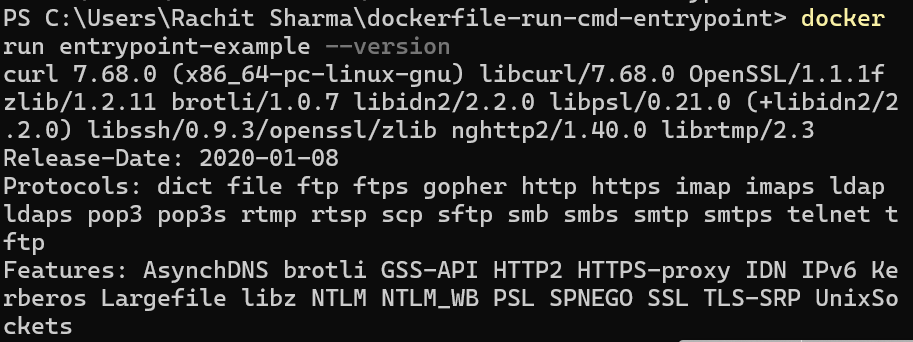 PS C:\Users\Rachit Sharma\dockerfile-run-cmd-entrypoint> docker
run entrypoint-example --version
curl 7.68.0 (x86_64-pc-linux-gnu) libcurl/7.68.0 OpenSSL/1.1.1f
zlib/1.2.11 brotli/1.0.7 libidn2/2.2.0 libpsl/0.21.0 (+libidn2/2
.2.0) libssh/0.9.3/openssl/zlib nghttp2/1.40.0 librtmp/2.3
Release-Date: 2020-01-08
Protocols: dict file ftp ftps gopher http https imap imaps ldap
ldaps pop3 pop3s rtmp rtsp scp sftp smb smbs smtp smtps telnet t
ftp
Features: AsynchDNS brotli GSS-API HTTP2 HTTPS-proxy IDN IPv6 Ke
rberos Largefile libz NTLM NTLM_WB PSL SPNEGO SSL TLS-SRP UnixSo
ckets